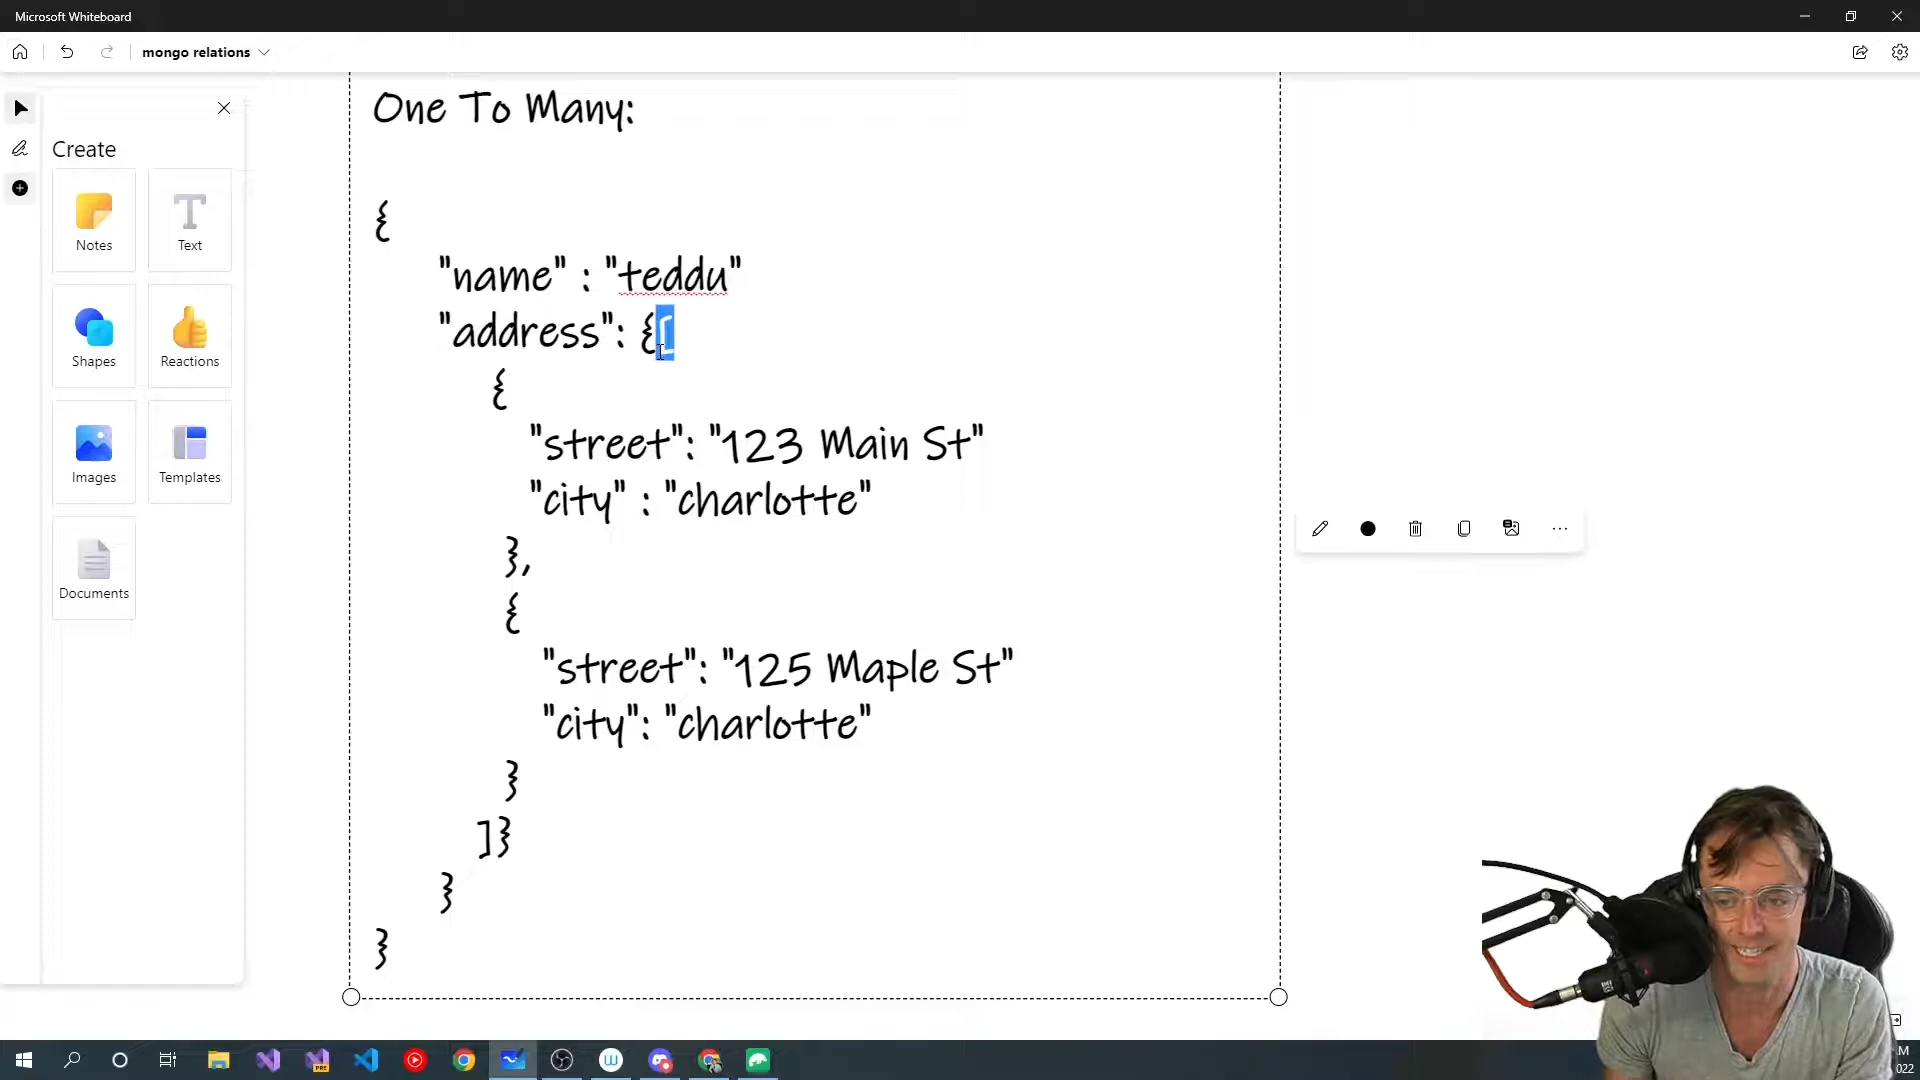 Microsoft Whiteboard
mongo relations
Create
Notes
Text
Shapes
Reactions
Images
Templates
Documents
One To Many:
{
"name" : "teddu"
"address": {[
{
"street": "123 Main St"
"city" : "charlotte"
},
{
"street": "125 Maple St"
"city": "charlotte"
}
]}
}
}